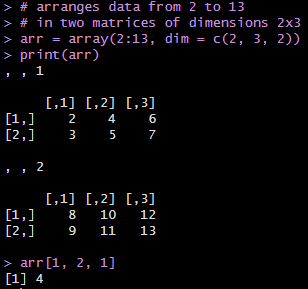 > # arranges data from 2 to 13
> # in two matrices of dimensions 2x3
> arr = array(2:13, dim = c(2, 3, 2))
> print(arr)
, , 1

     [,1] [,2] [,3]
[1,]    2    4    6
[2,]    3    5    7

, , 2

     [,1] [,2] [,3]
[1,]    8   10   12
[2,]    9   11   13

> arr[1, 2, 1]
[1] 4